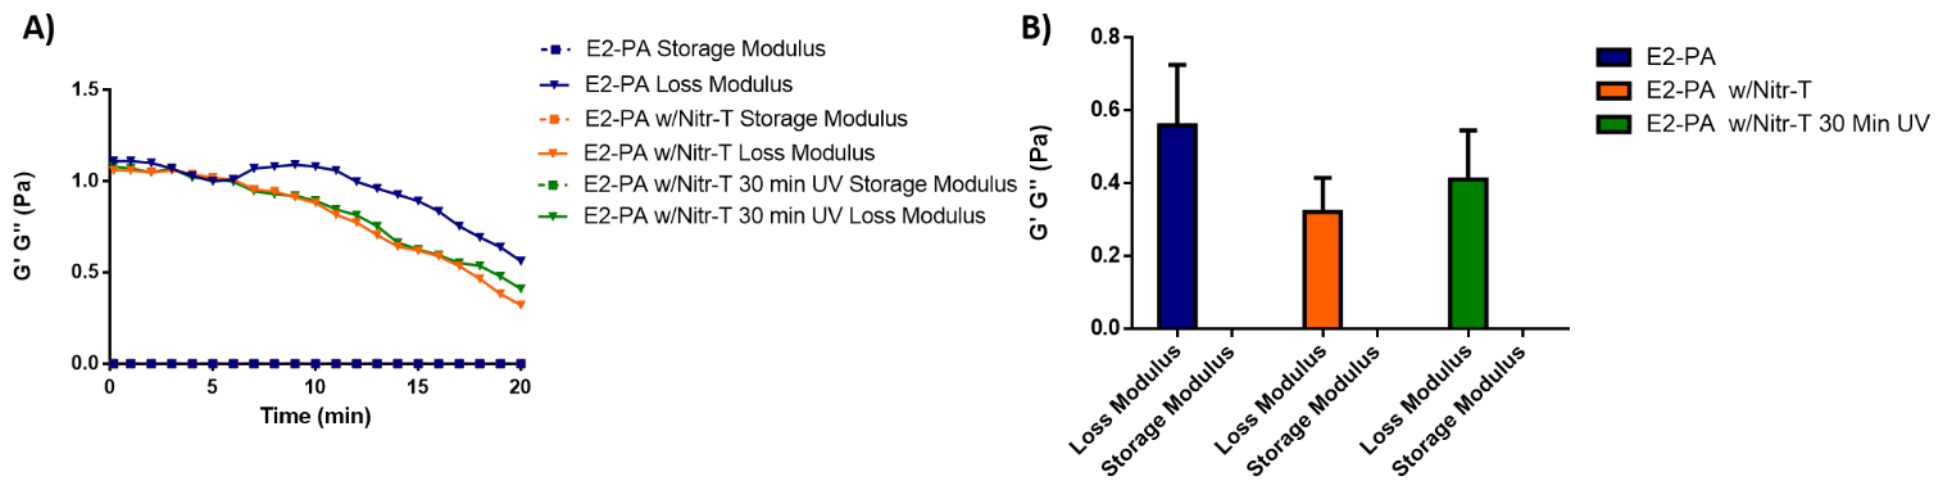 A)
G' G" (Pa)
1.5
1.0
0.5
0.0
0
5
10
15
20
Time (min)
E2-PA Storage Modulus
E2-PA Loss Modulus
E2-PA w/Nitr-T Storage Modulus
E2-PA w/Nitr-T Loss Modulus
E2-PA w/Nitr-T 30 min UV Storage Modulus
E2-PA w/Nitr-T 30 min UV Loss Modulus
B)
G' G" (Pa)
0.8
0.6
0.4
0.2
0.0
Loss Modulus
Storage Modulus
Loss Modulus
Storage Modulus
Loss Modulus
Storage Modulus
E2-PA
E2-PA w/Nitr-T
E2-PA w/Nitr-T 30 Min UV